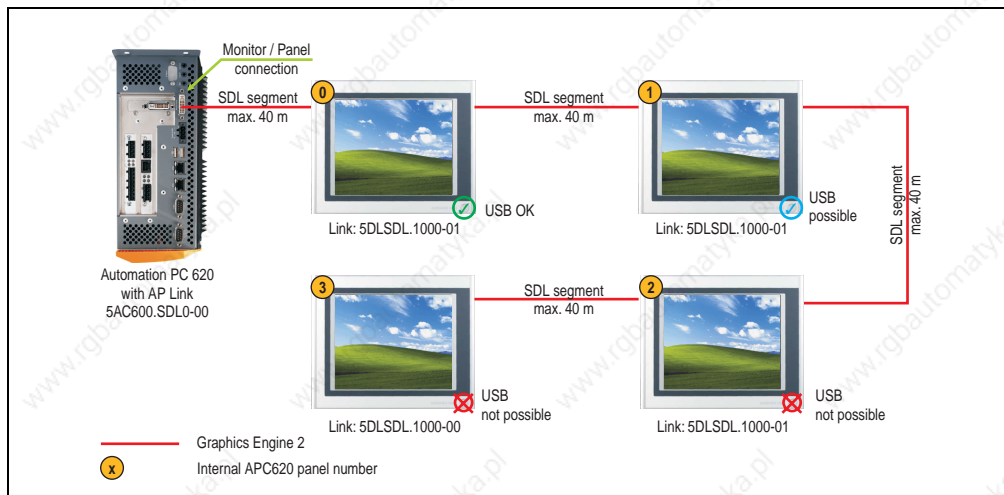 Monitor / Panel
connection
SDL segment
max. 40 m
0
SDL segment
max. 40 m
1
USB OK
Link: 5DLSDL.1000-01
USB
possible
Link: 5DLSDL.1000-01
SDL segment
max. 40 m
Automation PC 620
with AP Link
5AC600.SDL0-00
3
SDL segment
max. 40 m
2
USB
not possible
Link: 5DLSDL.1000-00
USB
not possible
Link: 5DLSDL.1000-01
Graphics Engine 2
x
Internal APC620 panel number
www.rgbautomatyka.pl